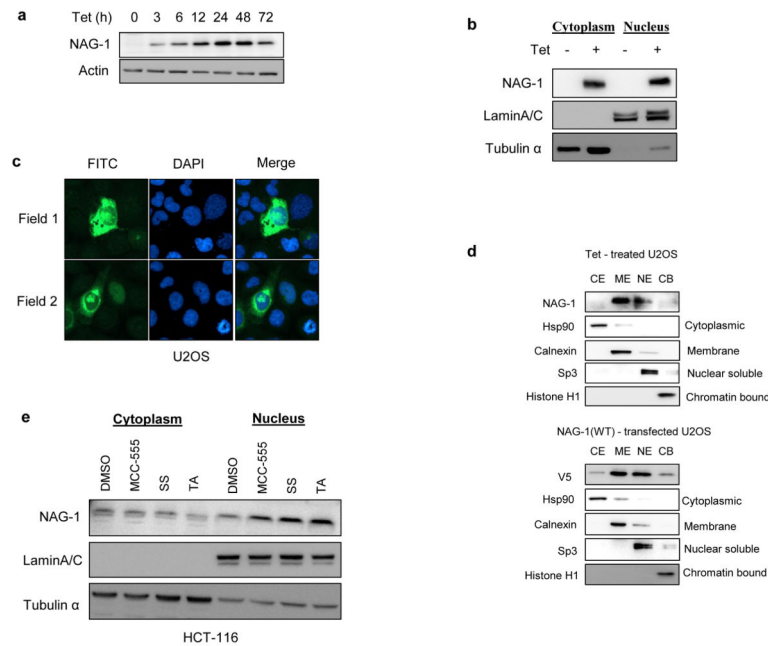 a
Tet (h) 0 3 6 12 24 48 72
NAG-1
Actin
b
Cytoplasm Nucleus
Tet - + - +
NAG-1
LaminA/C
Tubulin α
c
FITC DAPI Merge
Field 1
Field 2
U2OS
d
Tet - treated U2OS
CE ME NE CB
NAG-1
Hsp90 Cytoplasmic
Calnexin Membrane
Sp3 Nuclear soluble
Histone H1 Chromatin bound
NAG-1(WT) - transfected U2OS
CE ME NE CB
V5
Hsp90 Cytoplasmic
Calnexin Membrane
Sp3 Nuclear soluble
Histone H1 Chromatin bound
e
Cytoplasm Nucleus
DMSO MCC-555 SS TA DMSO MCC-555 SS TA
NAG-1
LaminA/C
Tubulin α
HCT-116